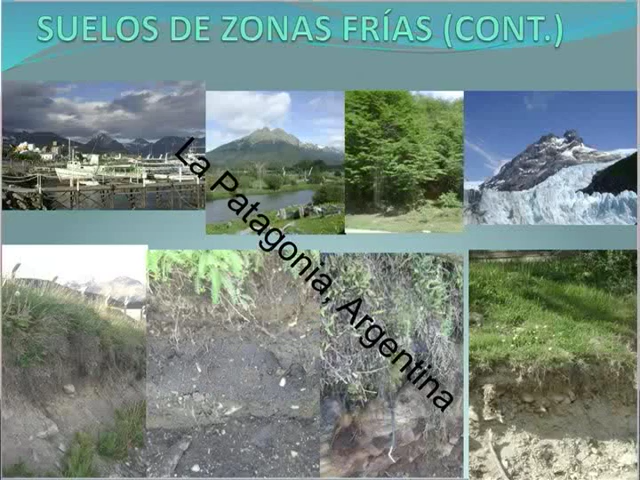 SUELOS DE ZONAS FRÍAS (CONT.)
La Patagonia, Argentina